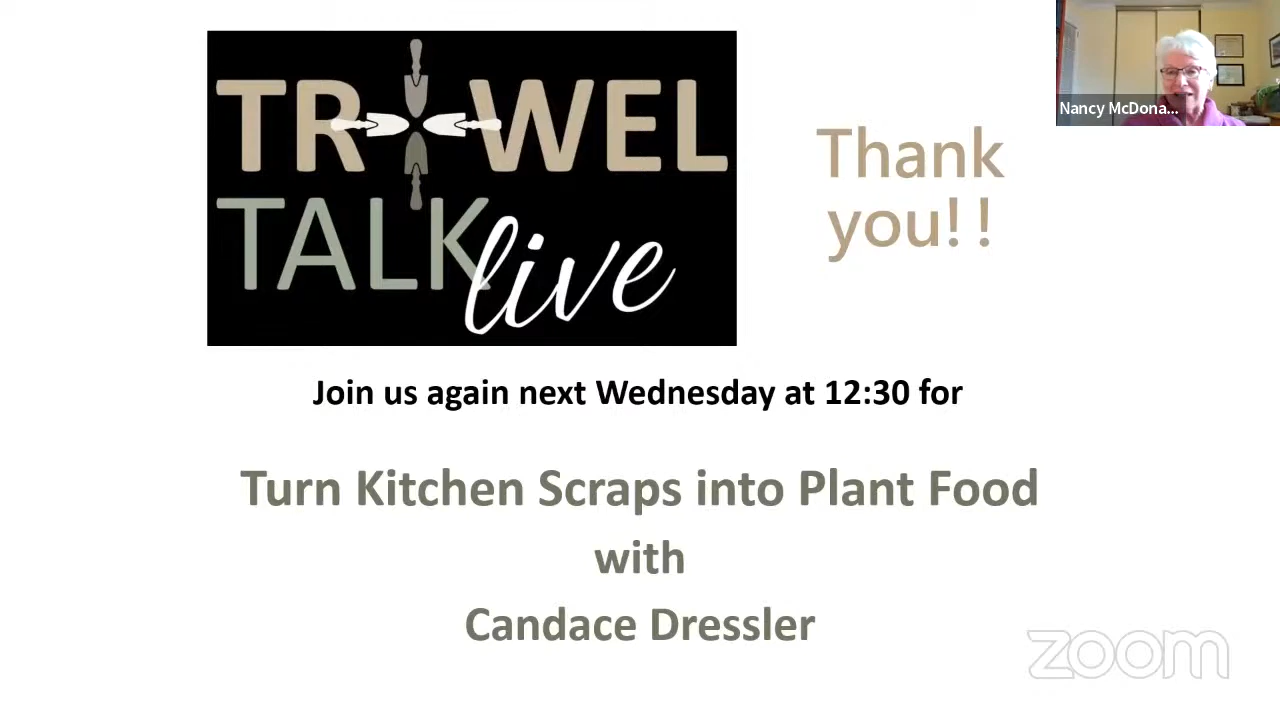 TROWEL
TALK live
Nancy McDona...
Thank
you!!
Join us again next Wednesday at 12:30 for
Turn Kitchen Scraps into Plant Food
with
Candace Dressler
zoom